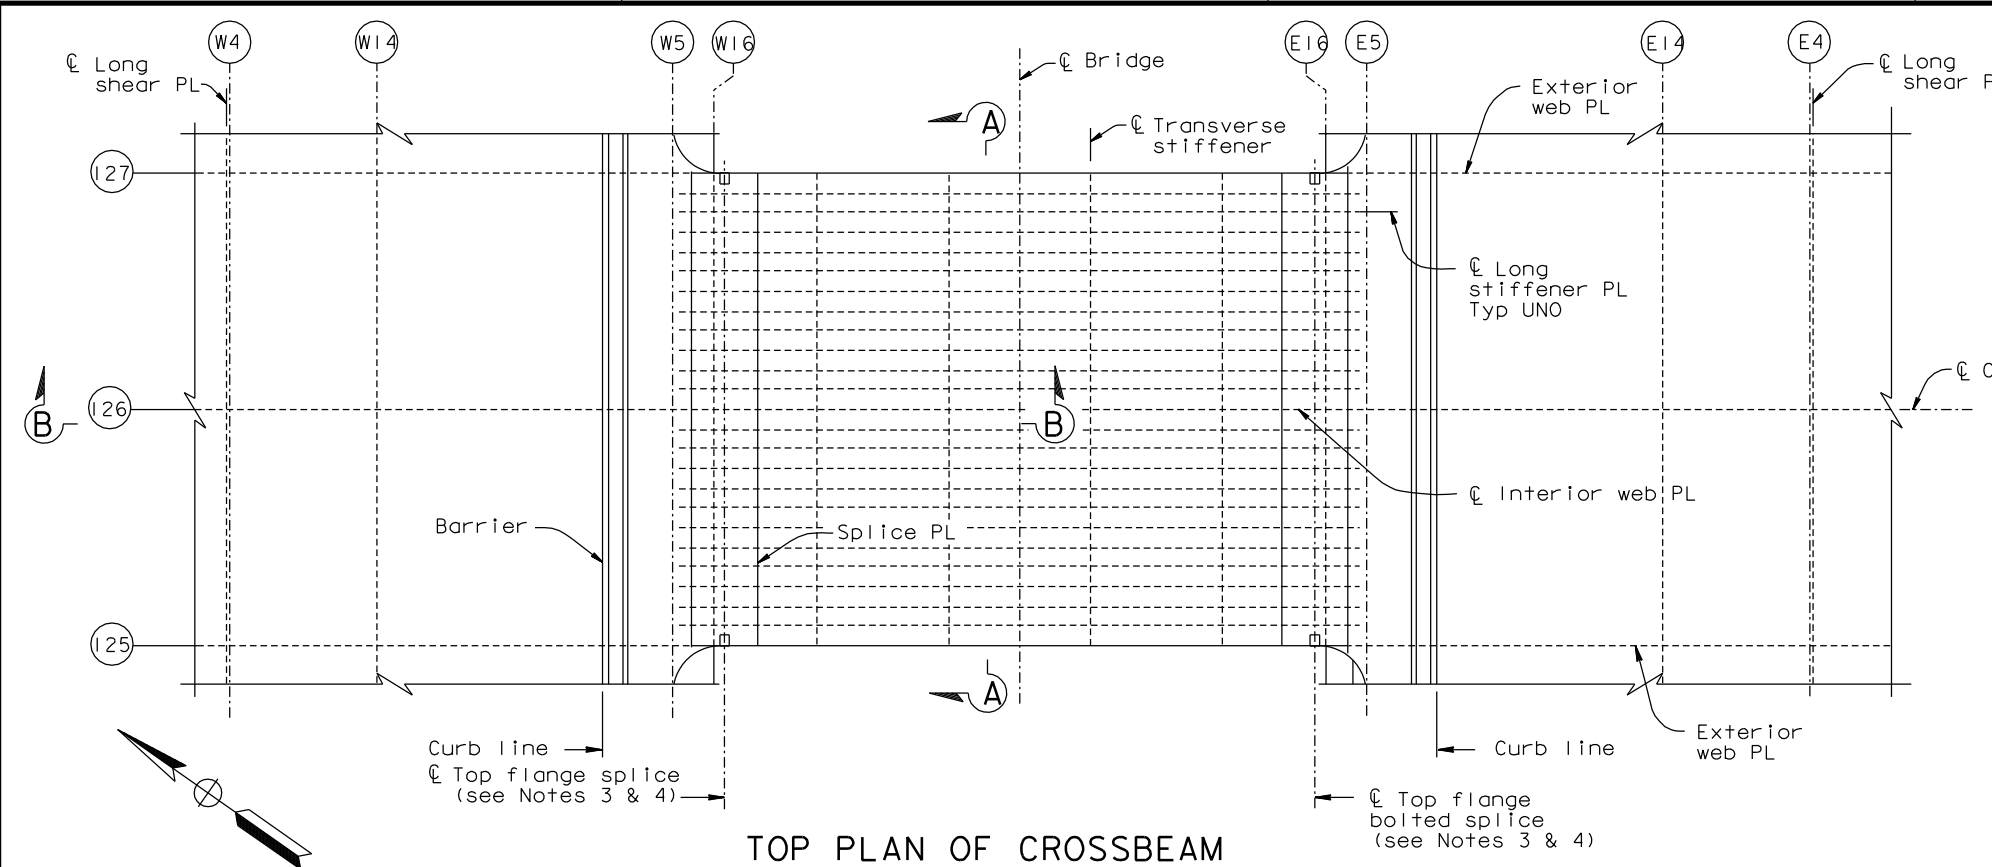 W4
W14
W5
W16
E16
E5
E14
E4
℄ Long
shear PL
℄ Bridge
℄ Long
shear P
A
℄ Transverse
stiffener
Exterior
web PL
127
℄ Long
stiffener PL
Typ UNO
B
126
B
℄ Interior web PL
Barrier
Splice PL
125
A
Curb line
℄ Top flange splice
(see Notes 3 & 4)
Curb line
Exterior
web PL
℄ Top flange
bolted splice
(see Notes 3 & 4)
TOP PLAN OF CROSSBEAM